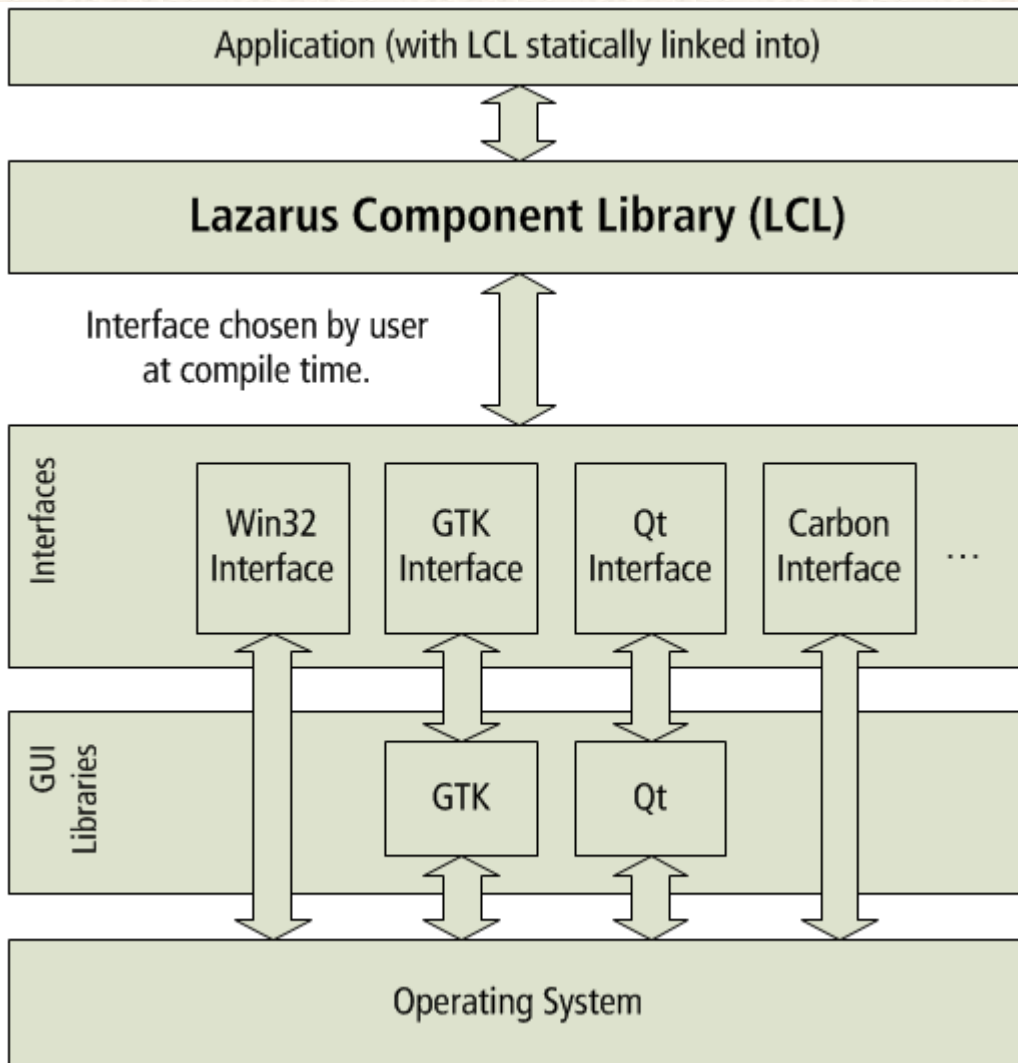 Application (with LCL statically linked into)
Lazarus Component Library (LCL)
Interface chosen by user
at compile time.
Interfaces
Win32
Interface
GTK
Interface
Qt
Interface
Carbon
Interface
...
GUI
Libraries
GTK
Qt
Operating System